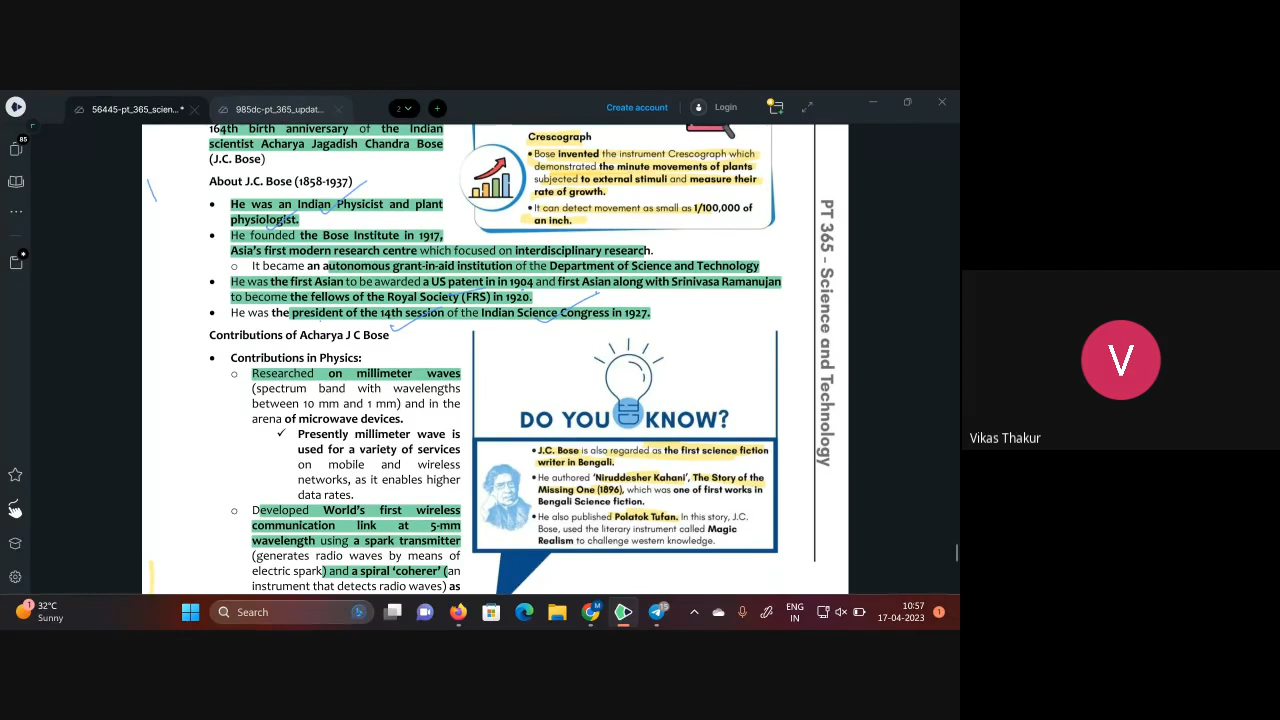 56445-pt_365_scien... *
985dc-pt_365_updat...
2
Create account
Login
85
164th birth anniversary of the Indian
scientist Acharya Jagadish Chandra Bose
(J.C. Bose)
About J.C. Bose (1858-1937)
• He was an Indian Physicist and plant
physiologist.
• He founded the Bose Institute in 1917,
Asia's first modern research centre which focused on interdisciplinary research.
o It became an autonomous grant-in-aid institution of the Department of Science and Technology
• He was the first Asian to be awarded a US patent in in 1904 and first Asian along with Srinivasa Ramanujan
to become the fellows of the Royal Society (FRS) in 1920.
• He was the president of the 14th session of the Indian Science Congress in 1927.
Contributions of Acharya J C Bose
• Contributions in Physics:
o Researched on millimeter waves
(spectrum band with wavelengths
between 10 mm and 1 mm) and in the
arena of microwave devices.
✓ Presently millimeter wave is
used for a variety of services
on mobile and wireless
networks, as it enables higher
data rates.
o Developed World's first wireless
communication link at 5-mm
wavelength using a spark transmitter
(generates radio waves by means of
electric spark) and a spiral 'coherer' (an
instrument that detects radio waves) as
Crescograph
• Bose invented the instrument Crescograph which
demonstrated the minute movements of plants
subjected to external stimuli and measure their
rate of growth.
• It can detect movement as small as 1/100,000 of
an inch.
DO YOU KNOW?
• J.C. Bose is also regarded as the first science fiction
writer in Bengali.
• He authored 'Niruddesher Kahani', The Story of the
Missing One (1896), which was one of first works in
Bengali Science fiction.
• He also published Polatok Tufan. In this story, J.C.
Bose, used the literary instrument called Magic
Realism to challenge western knowledge.
PT 365 - Science and Technology
V
Vikas Thakur
1
32°C
Sunny
Search
M
15
ENG
IN
10:57
17-04-2023
1